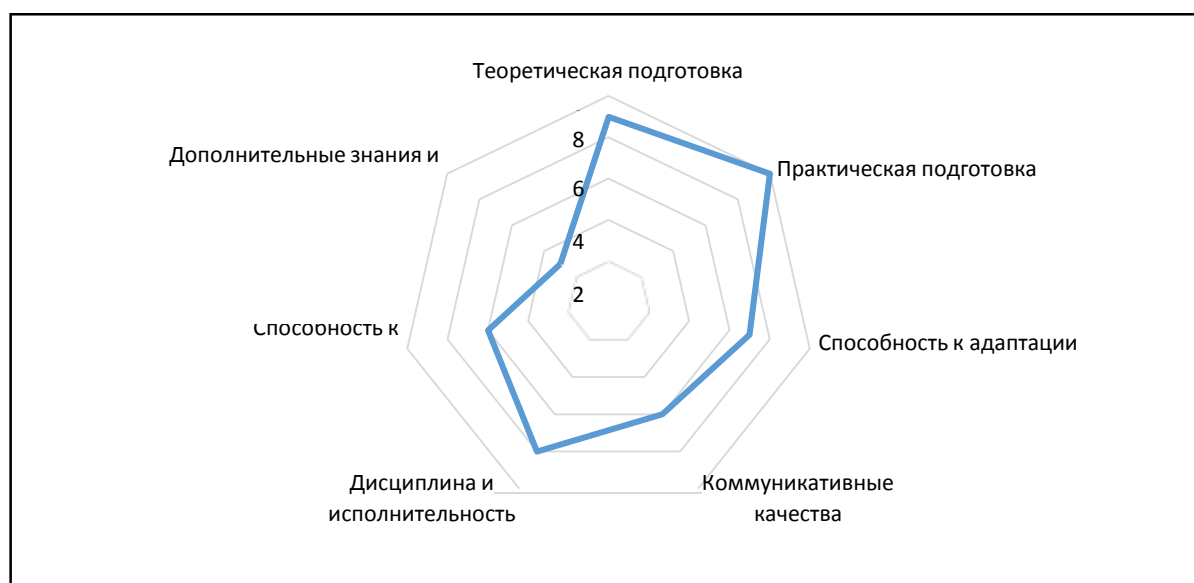 Теоретическая подготовка
8
Дополнительные знания и
Практическая подготовка
6
4
2
Способность к
Способность к адаптации
Дисциплина и
исполнительность
Коммуникативные
качества